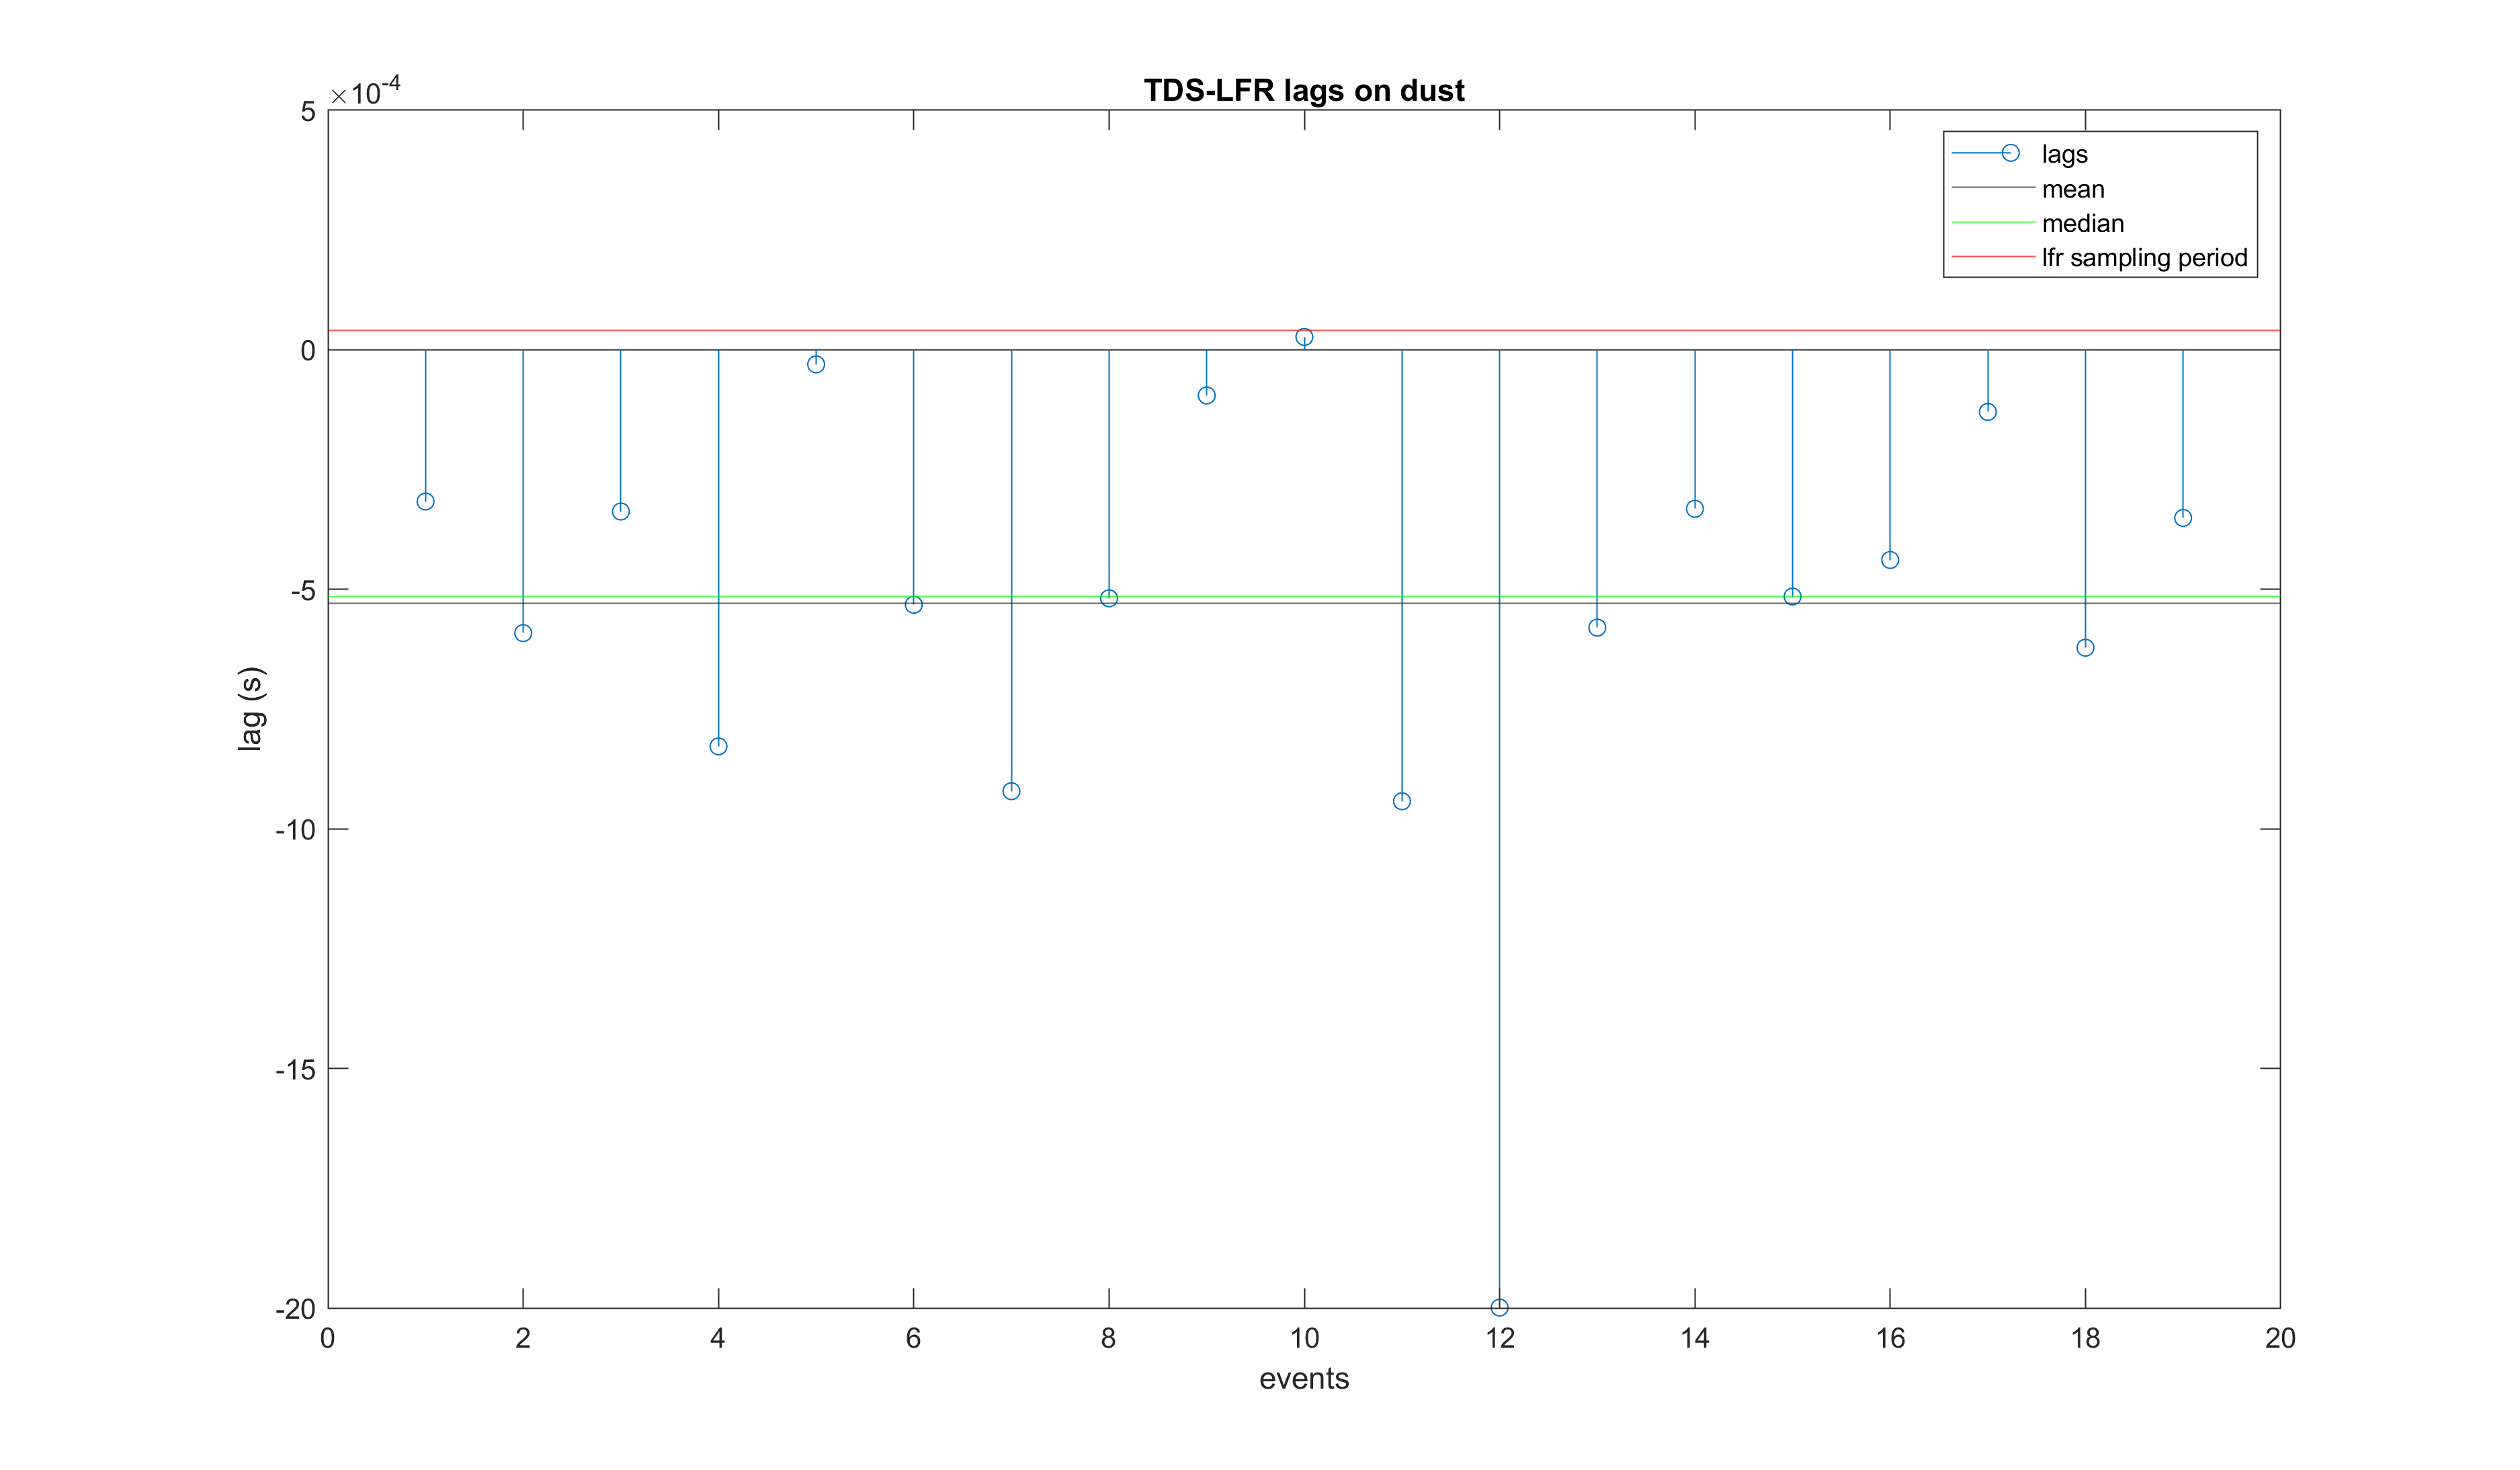 TDS-LFR lags on dust
×10-4
lags
mean
median
lfr sampling period
5
0
-5
-10
-15
-20
lag (s)
0 2 4 6 8 10 12 14 16 18 20
events